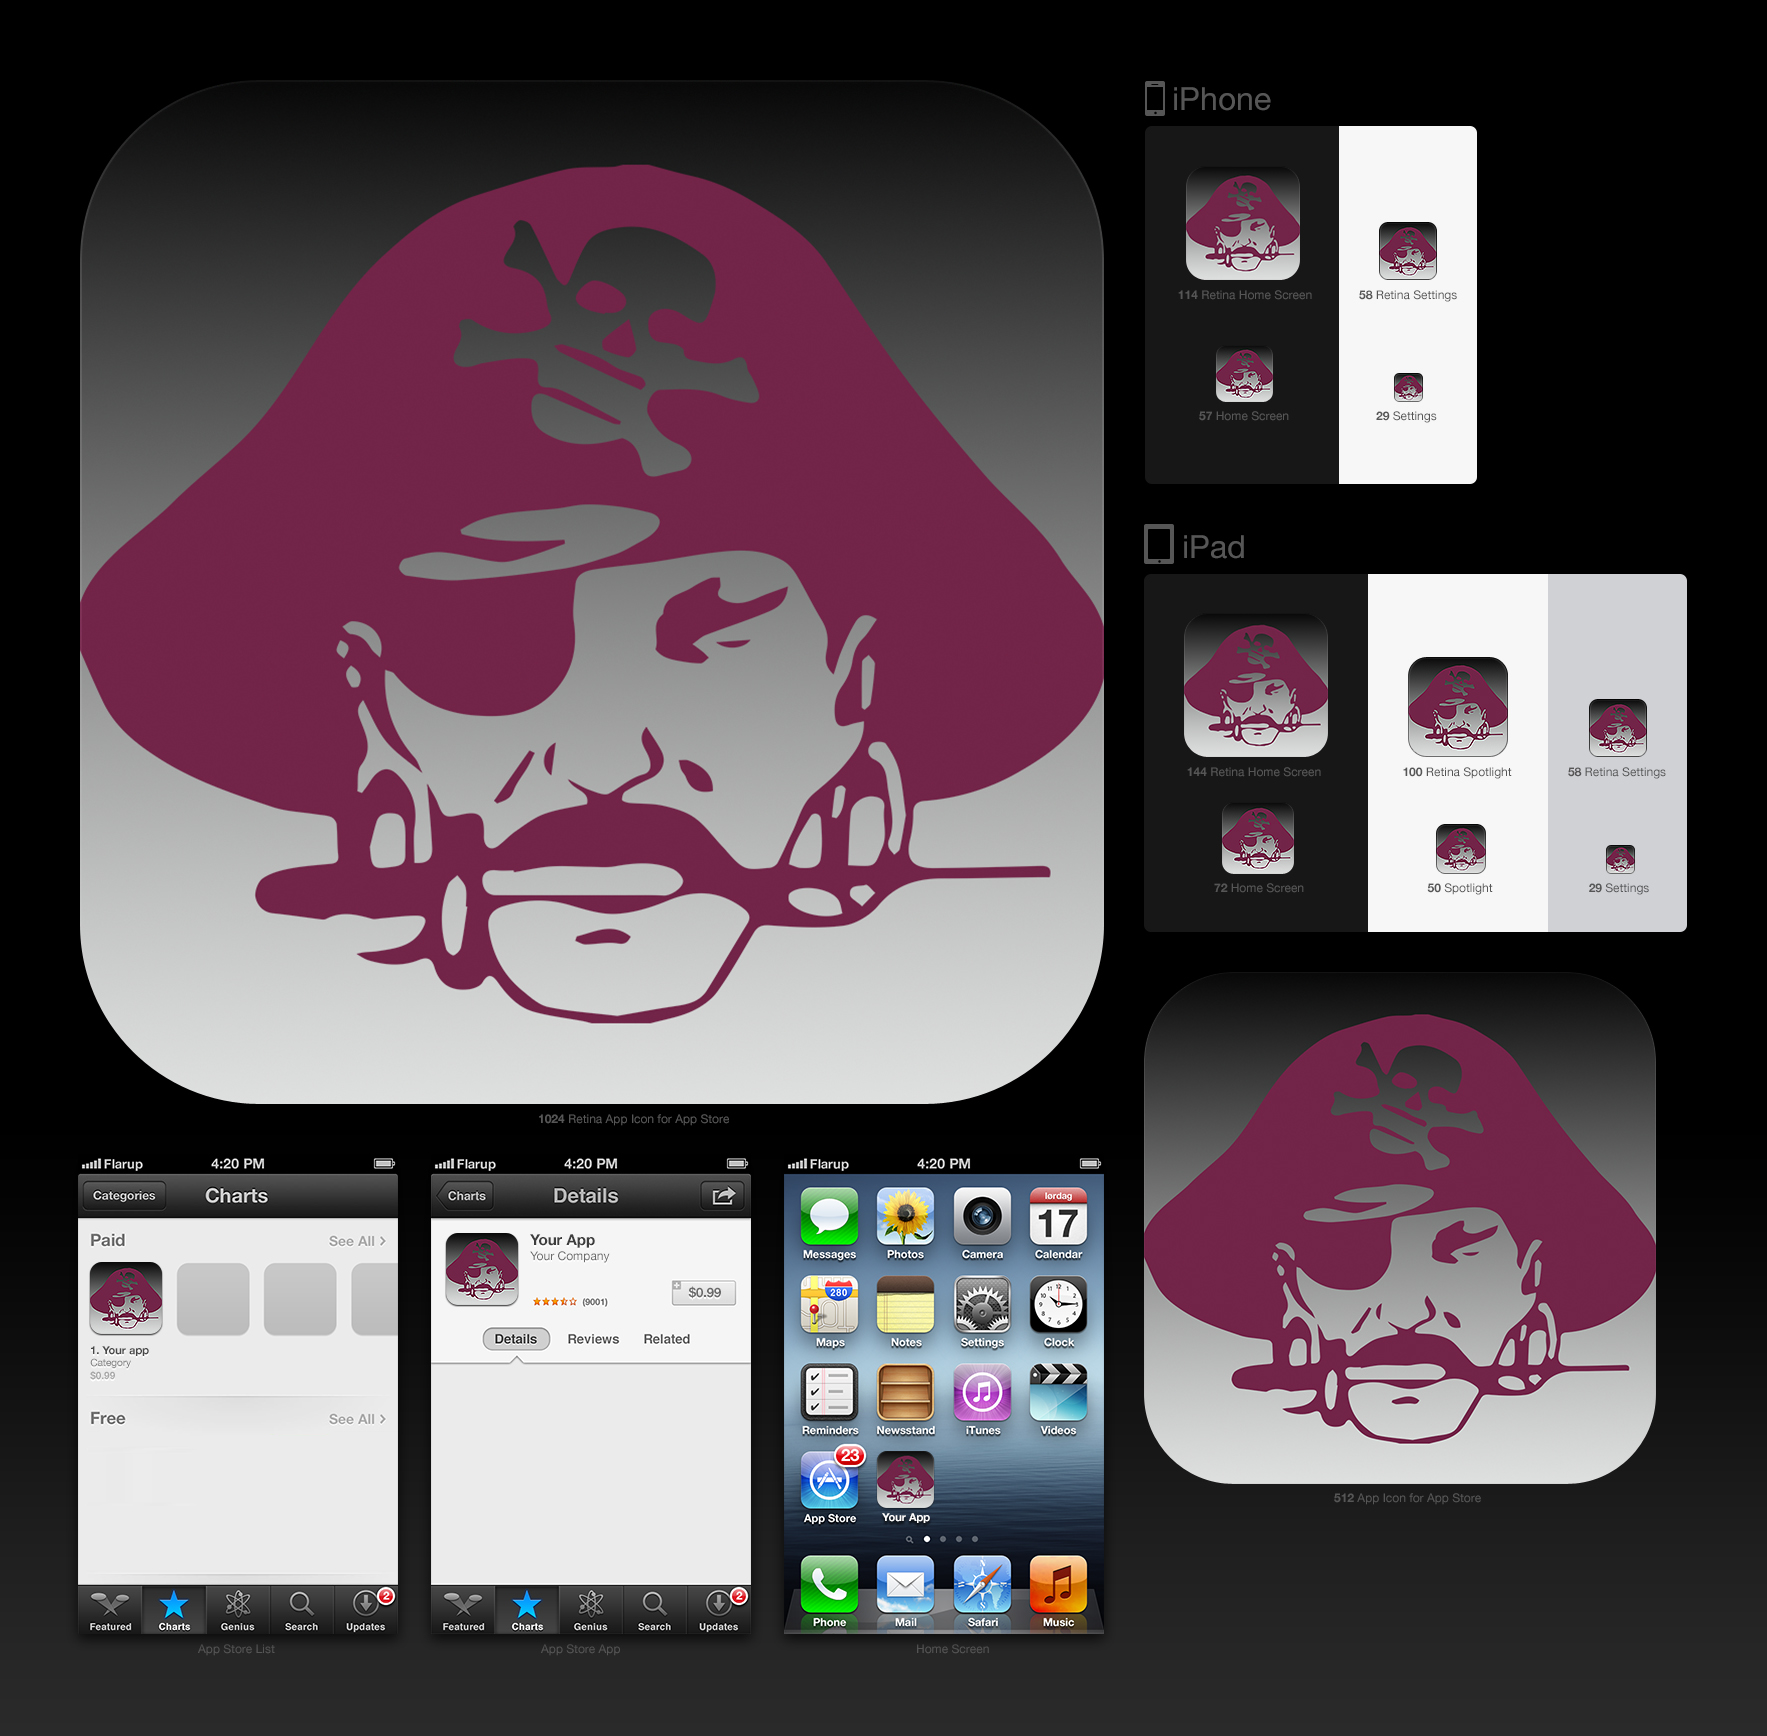 iPhone
114 Retina Home Screen
58 Retina Settings
57 Home Screen
29 Settings
iPad
144 Retina Home Screen
100 Retina Spotlight
58 Retina Settings
72 Home Screen
50 Spotlight
29 Settings
1024 Retina App Icon for App Store
512 App Icon for App Store
Flarup
4:20 PM
Categories
Charts
Paid
See All
1. Your app
Category
$0.99
Free
See All
Featured
Charts
Genius
Search
Updates
2
App Store List
Flarup
4:20 PM
Charts
Details
Your App
Your Company
(9001)
$0.99
Details
Reviews
Related
Featured
Charts
Genius
Search
Updates
2
App Store App
Flarup
4:20 PM
lørdag
17
Messages
Photos
Camera
Calendar
280
Maps
Notes
Settings
Clock
Reminders
Newsstand
iTunes
Videos
23
App Store
Your App
Phone
Mail
Safari
Music
Home Screen